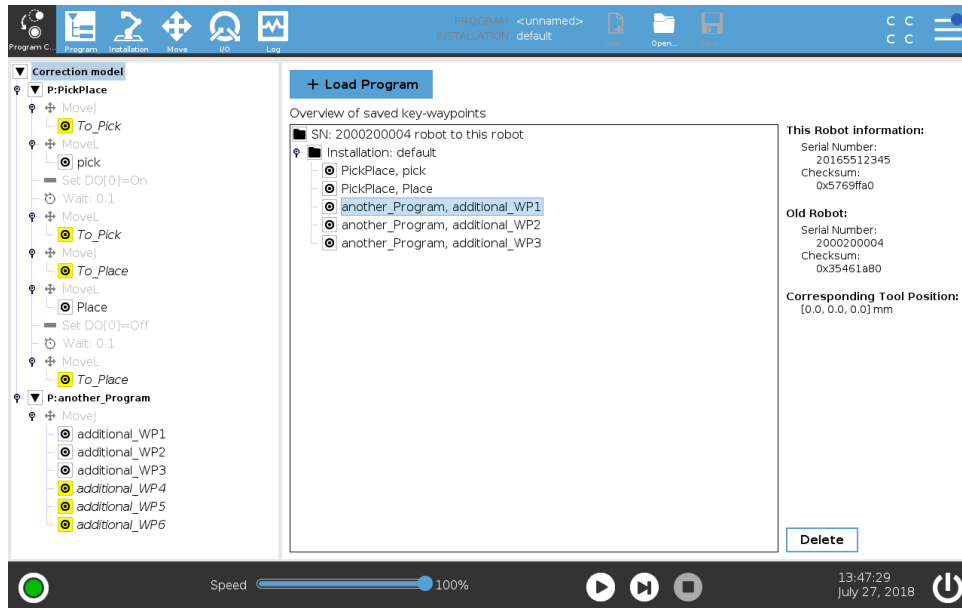 PROGRAM <unnamed>
INSTALLATION default
Program C...
Program
Installation
Move
I/O
Log
Open...
C C
C C
Correction model
P:PickPlace
MoveJ
To_Pick
MoveL
pick
Set DO[0]=On
Wait: 0.1
MoveL
To_Pick
MoveJ
To_Place
MoveL
Place
Set DO[0]=Off
Wait: 0.1
MoveL
To_Place
P:another_Program
MoveJ
additional_WP1
additional_WP2
additional_WP3
additional_WP4
additional_WP5
additional_WP6
+ Load Program
Overview of saved key-waypoints
SN: 2000200004 robot to this robot
Installation: default
PickPlace, pick
PickPlace, Place
another_Program, additional_WP1
another_Program, additional_WP2
another_Program, additional_WP3
This Robot information:
Serial Number:
20165512345
Checksum:
0x5769ffa0
Old Robot:
Serial Number:
2000200004
Checksum:
0x35461a80
Corresponding Tool Position:
[0.0, 0.0, 0.0] mm
Delete
Speed 100%
13:47:29
July 27, 2018